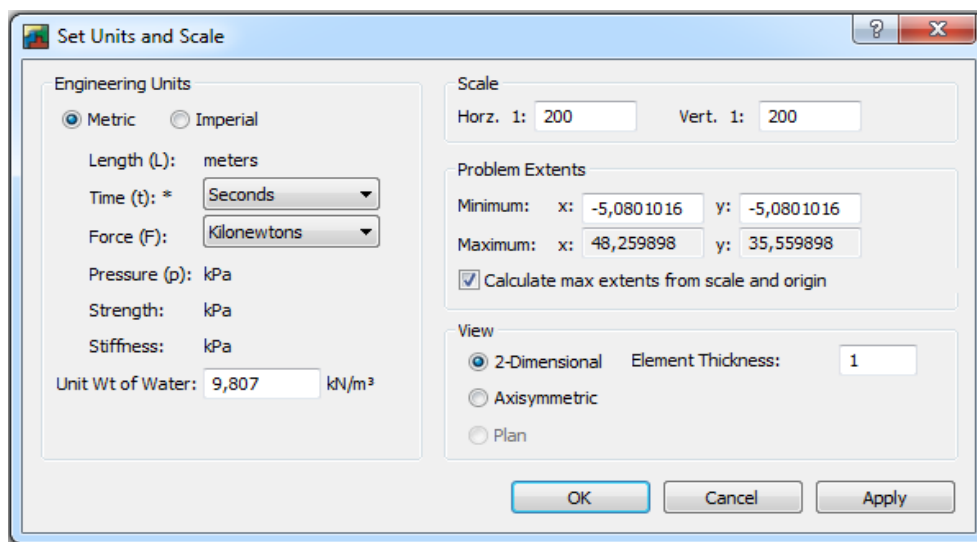 Set Units and Scale
Engineering Units
Metric Imperial
Length (L): meters
Time (t): * Seconds
Force (F): Kilonewtons
Pressure (p): kPa
Strength: kPa
Stiffness: kPa
Unit Wt of Water: 9,807 kN/m³
Scale
Horz. 1: 200 Vert. 1: 200
Problem Extents
Minimum: x: -5,0801016 y: -5,0801016
Maximum: x: 48,259898 y: 35,559898
Calculate max extents from scale and origin
View
2-Dimensional Element Thickness: 1
Axisymmetric
Plan
OK Cancel Apply